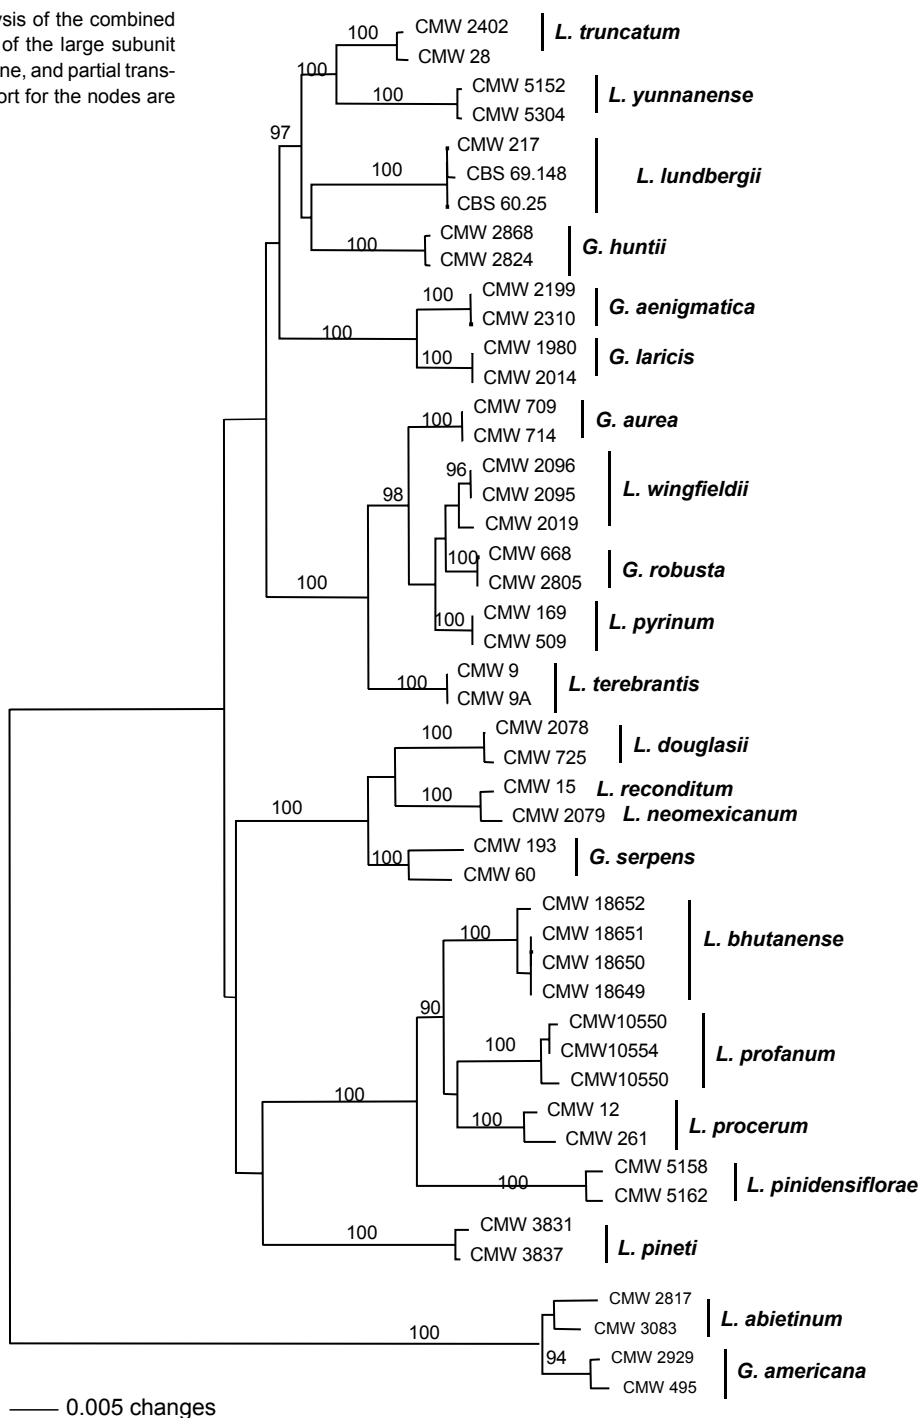 ysis of the combined
of the large subunit
ne, and partial trans-
ort for the nodes are
100
CMW 2402
CMW 28
L. truncatum
100
100
CMW 5152
CMW 5304
L. yunnanense
97
100
CMW 217
CBS 69.148
CBS 60.25
L. lundbergii
100
CMW 2868
CMW 2824
G. huntii
100
CMW 2199
CMW 2310
G. aenigmatica
100
100
CMW 1980
CMW 2014
G. laricis
100
CMW 709
CMW 714
G. aurea
98
96
CMW 2096
CMW 2095
CMW 2019
L. wingfieldii
100
CMW 668
CMW 2805
G. robusta
100
100
CMW 169
CMW 509
L. pyrinum
100
CMW 9
CMW 9A
L. terebrantis
100
CMW 2078
CMW 725
L. douglasii
100
100
CMW 15
L. reconditum
CMW 2079
L. neomexicanum
100
CMW 193
CMW 60
G. serpens
100
CMW 18652
CMW 18651
CMW 18650
CMW 18649
L. bhutanense
90
100
CMW10550
CMW10554
CMW10550
L. profanum
100
100
CMW 12
CMW 261
L. procerum
100
CMW 5158
CMW 5162
L. pinidensiflorae
100
CMW 3831
CMW 3837
L. pineti
100
CMW 2817
CMW 3083
L. abietinum
94
CMW 2929
CMW 495
G. americana
0.005 changes